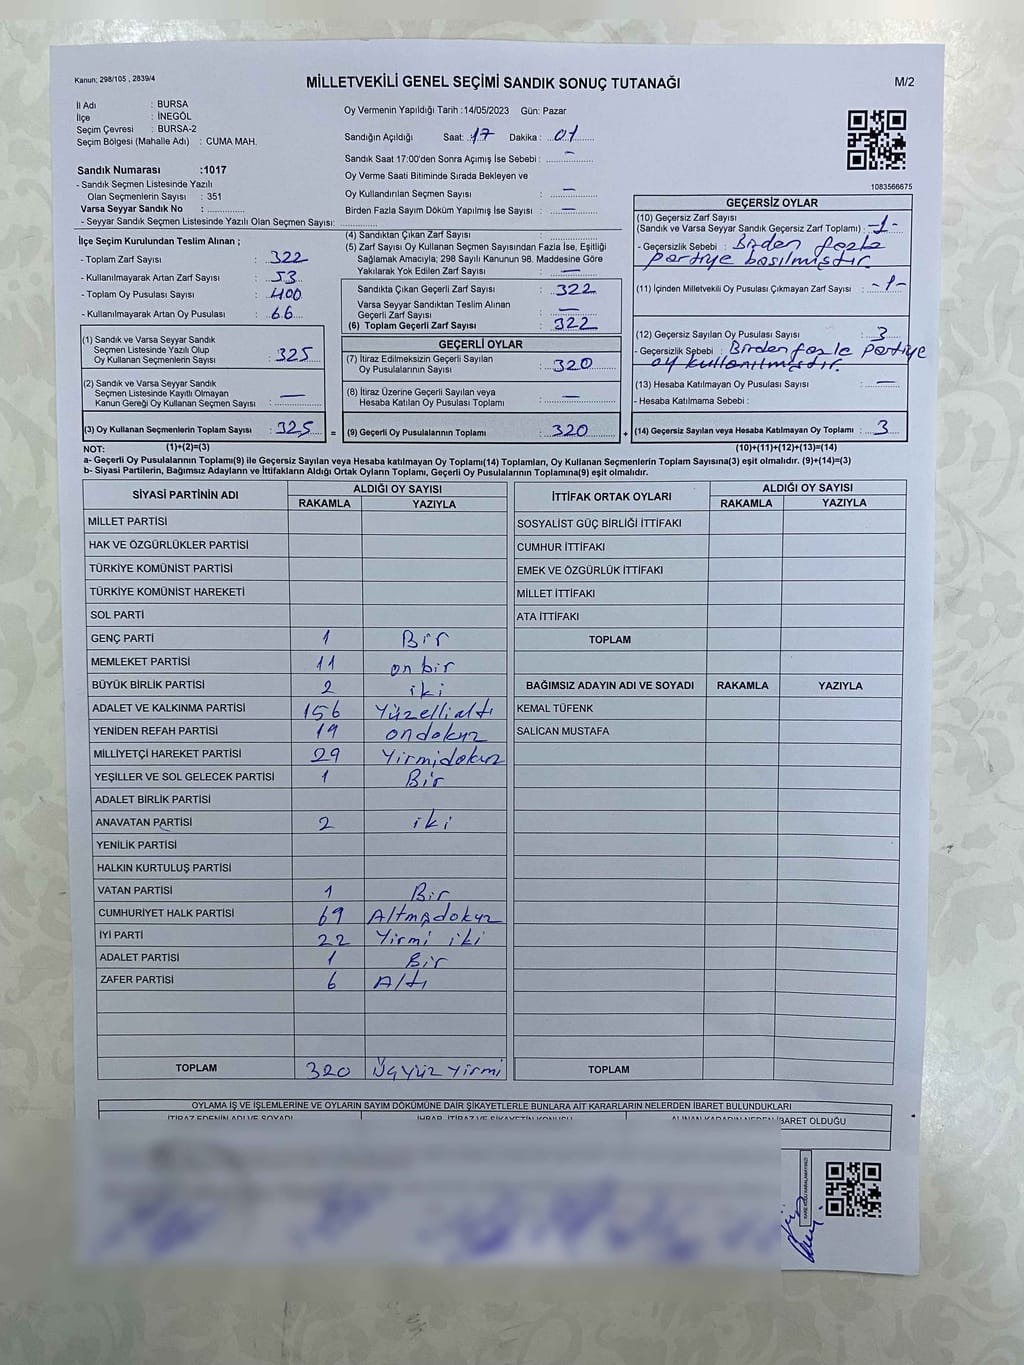 Kanun; 298/105 , 2839/4
MİLLETVEKİLİ GENEL SEÇİMİ SANDIK SONUÇ TUTANAĞI
M/2
İl Adı : BURSA
İlçe : İNEGÖL
Seçim Çevresi : BURSA-2
Seçim Bölgesi (Mahalle Adı) : CUMA MAH.
Sandık Numarası :1017
- Sandık Seçmen Listesinde Yazılı
Olan Seçmenlerin Sayısı : 351
Varsa Seyyar Sandık No : ............
- Seyyar Sandık Seçmen Listesinde Yazılı Olan Seçmen Sayısı: ............
Oy Vermenin Yapıldığı Tarih :14/05/2023 Gün: Pazar
Sandığın Açıldığı Saat: 17 Dakika : 01
Sandık Saat 17:00'den Sonra Açımış İse Sebebi : —
Oy Verme Saati Bitiminde Sırada Bekleyen ve
Oy Kullandırılan Seçmen Sayısı : —
Birden Fazla Sayım Döküm Yapılmış İse Sayısı : —
1083566675
İlçe Seçim Kurulundan Teslim Alınan ;
- Toplam Zarf Sayısı : 322
- Kullanılmayarak Artan Zarf Sayısı : 53
- Toplam Oy Pusulası Sayısı : 400
- Kullanılmayarak Artan Oy Pusulası : 66
(4) Sandıktan Çıkan Zarf Sayısı :
(5) Zarf Sayısı Oy Kullanan Seçmen Sayısından Fazla İse, Eşitliği
Sağlamak Amacıyla; 298 Sayılı Kanunun 98. Maddesine Göre
Yakılarak Yok Edilen Zarf Sayısı : —
Sandıkta Çıkan Geçerli Zarf Sayısı : 322
Varsa Seyyar Sandıktan Teslim Alınan
Geçerli Zarf Sayısı : —
(6) Toplam Geçerli Zarf Sayısı : 322
GEÇERSİZ OYLAR
(10) Geçersiz Zarf Sayısı
(Sandık ve Varsa Seyyar Sandık Geçersiz Zarf Toplamı) : -1-
- Geçersizlik Sebebi : Birden fazla
partiye basılmıştır
(11) İçinden Milletvekili Oy Pusulası Çıkmayan Zarf Sayısı : -1-
(12) Geçersiz Sayılan Oy Pusulası Sayısı : 3
- Geçersizlik Sebebi : Birden fazla Partiye
oy kullanılmıştır.
(13) Hesaba Katılmayan Oy Pusulası Sayısı : —
- Hesaba Katılmama Sebebi :
(1) Sandık ve Varsa Seyyar Sandık
Seçmen Listesinde Yazılı Olup
Oy Kullanan Seçmenlerin Sayısı : 325
(2) Sandık ve Varsa Seyyar Sandık
Seçmen Listesinde Kayıtlı Olmayan
Kanun Gereği Oy Kullanan Seçmen Sayısı : —
GEÇERLİ OYLAR
(7) İtiraz Edilmeksizin Geçerli Sayılan
Oy Pusulalarının Sayısı : 320
(8) İtiraz Üzerine Geçerli Sayılan veya
Hesaba Katılan Oy Pusulası Toplamı : —
(3) Oy Kullanan Seçmenlerin Toplam Sayısı : 325 = (9) Geçerli Oy Pusulalarının Toplamı : 320 + (14) Geçersiz Sayılan veya Hesaba Katılmayan Oy Toplamı : 3
NOT: (1)+(2)=(3) (10)+(11)+(12)+(13)=(14)
a- Geçerli Oy Pusulalarının Toplamı(9) ile Geçersiz Sayılan veya Hesaba katılmayan Oy Toplamı(14) Toplamları, Oy Kullanan Seçmenlerin Toplam Sayısına(3) eşit olmalıdır. (9)+(14)=(3)
b- Siyasi Partilerin, Bağımsız Adayların ve İttifakların Aldığı Ortak Oyların Toplamı, Geçerli Oy Pusulalarının Toplamına(9) eşit olmalıdır.
SİYASİ PARTİNİN ADI ALDIĞI OY SAYISI
RAKAMLA YAZIYLA
MİLLET PARTİSİ
HAK VE ÖZGÜRLÜKLER PARTİSİ
TÜRKİYE KOMÜNİST PARTİSİ
TÜRKİYE KOMÜNİST HAREKETİ
SOL PARTİ
GENÇ PARTİ 1 Bir
MEMLEKET PARTİSİ 11 on bir
BÜYÜK BİRLİK PARTİSİ 2 iki
ADALET VE KALKINMA PARTİSİ 156 Yüzellialtı
YENİDEN REFAH PARTİSİ 19 ondokuz
MİLLİYETÇİ HAREKET PARTİSİ 29 Yirmidokuz
YEŞİLLER VE SOL GELECEK PARTİSİ 1 Bir
ADALET BİRLİK PARTİSİ
ANAVATAN PARTİSİ 2 iki
YENİLİK PARTİSİ
HALKIN KURTULUŞ PARTİSİ
VATAN PARTİSİ 1 Bir
CUMHURİYET HALK PARTİSİ 69 Altmışdokuz
İYİ PARTİ 22 Yirmi iki
ADALET PARTİSİ 1 Bir
ZAFER PARTİSİ 6 Altı
TOPLAM 320 Üçyüz yirmi
İTTİFAK ORTAK OYLARI ALDIĞI OY SAYISI
RAKAMLA YAZIYLA
SOSYALİST GÜÇ BİRLİĞİ İTTİFAKI
CUMHUR İTTİFAKI
EMEK VE ÖZGÜRLÜK İTTİFAKI
MİLLET İTTİFAKI
ATA İTTİFAKI
TOPLAM
BAĞIMSIZ ADAYIN ADI VE SOYADI RAKAMLA YAZIYLA
KEMAL TÜFENK
SALİCAN MUSTAFA
TOPLAM
OYLAMA İŞ VE İŞLEMLERİNE VE OYLARIN SAYIM DÖKÜMÜNE DAİR ŞİKAYETLERLE BUNLARA AİT KARARLARIN NELERDEN İBARET BULUNDUKLARI
İTİRAZ EDENİN ADI VE SOYADI İHBAR, İTİRAZ VE ŞİKAYETİN KONUSU ALINAN KARARIN NEDEN İBARET OLDUĞU